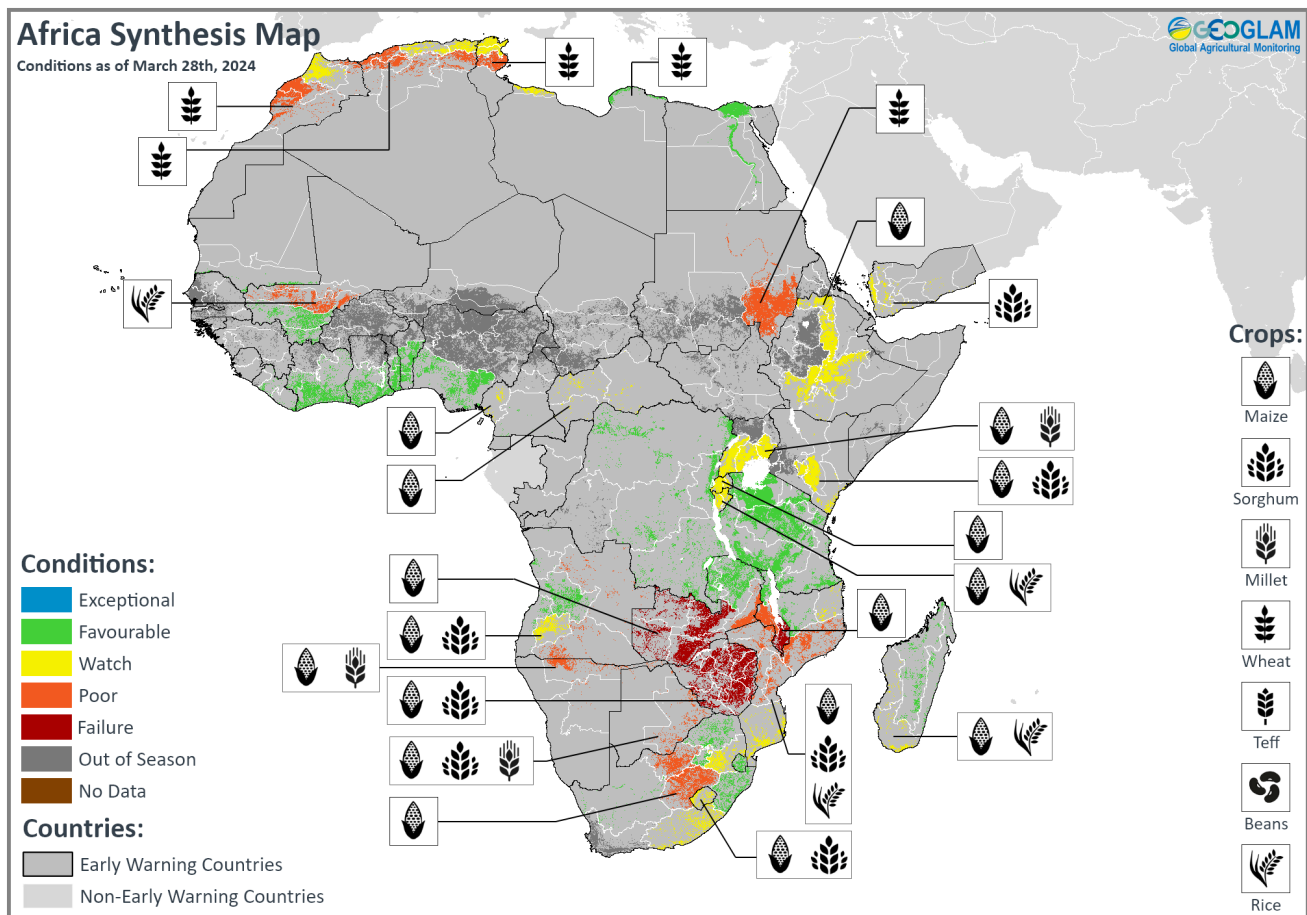 Africa Synthesis Map
Conditions as of March 28th, 2024
GEOGLAM
Global Agricultural Monitoring
Crops:
Maize
Sorghum
Millet
Wheat
Teff
Beans
Rice
Conditions:
Exceptional
Favourable
Watch
Poor
Failure
Out of Season
No Data
Countries:
Early Warning Countries
Non-Early Warning Countries